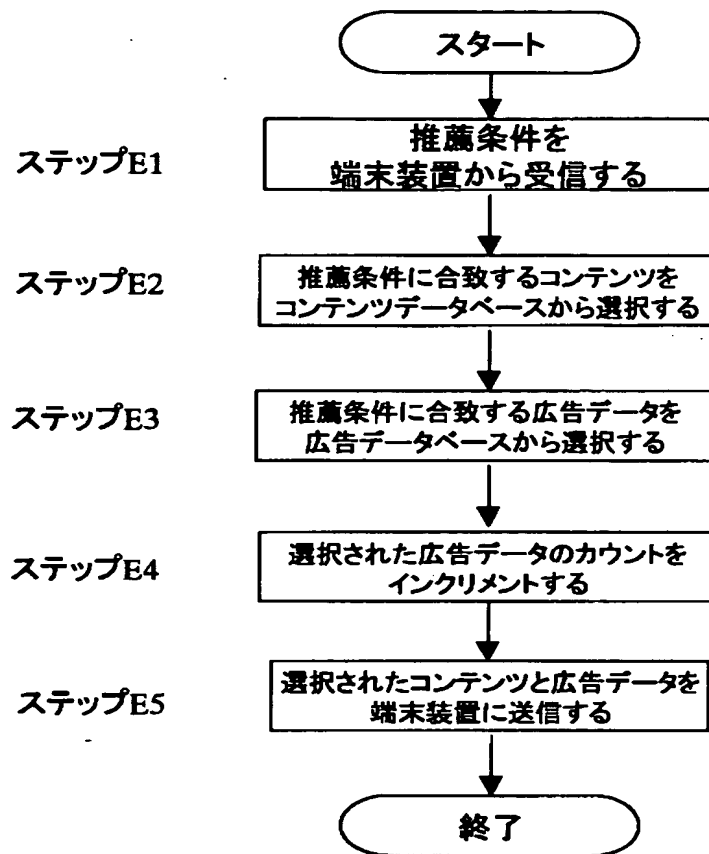 スタート
ステップE1
推薦条件を
端末装置から受信する
ステップE2
推薦条件に合致するコンテンツを
コンテンツデータベースから選択する
ステップE3
推薦条件に合致する広告データを
広告データベースから選択する
ステップE4
選択された広告データのカウントを
インクリメントする
ステップE5
選択されたコンテンツと広告データを
端末装置に送信する
終了